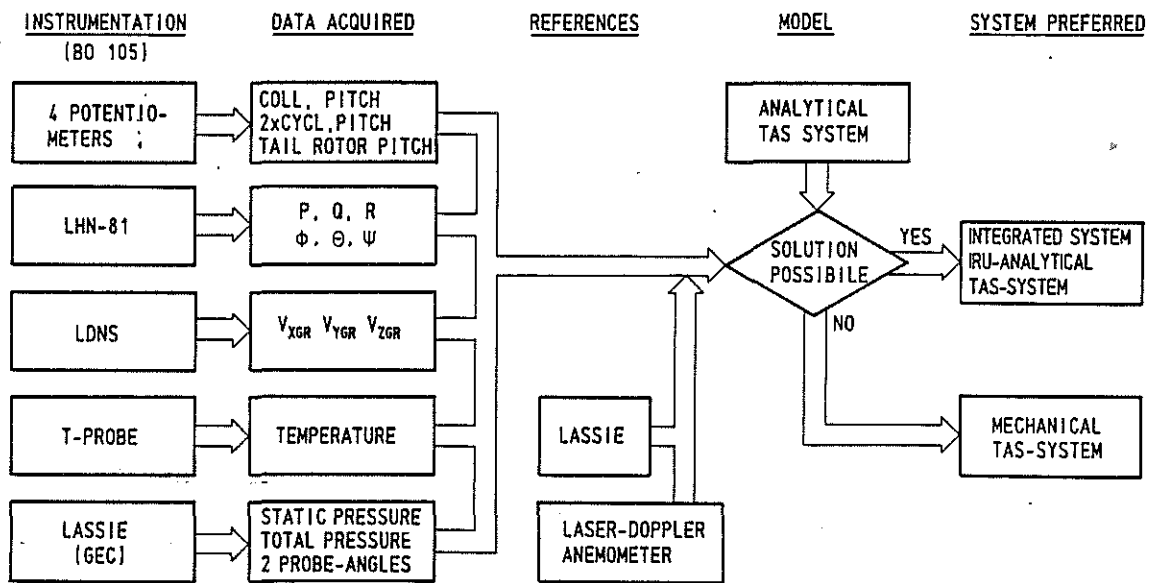 INSTRUMENTATION
(BO 105)
DATA ACQUIRED
REFERENCES
MODEL
SYSTEM PREFERRED
4 POTENTIO-
METERS
COLL. PITCH
2xCYCL. PITCH
TAIL ROTOR PITCH
ANALYTICAL
TAS SYSTEM
LHN-81
P, Q, R
Φ, Θ, Ψ
SOLUTION
POSSIBILE
YES
NO
INTEGRATED SYSTEM
IRU-ANALYTICAL
TAS-SYSTEM
LDNS
VXGR VYGR VZGR
T-PROBE
TEMPERATURE
LASSIE
MECHANICAL
TAS-SYSTEM
LASSIE
(GEC)
STATIC PRESSURE
TOTAL PRESSURE
2 PROBE-ANGLES
LASER-DOPPLER
ANEMOMETER